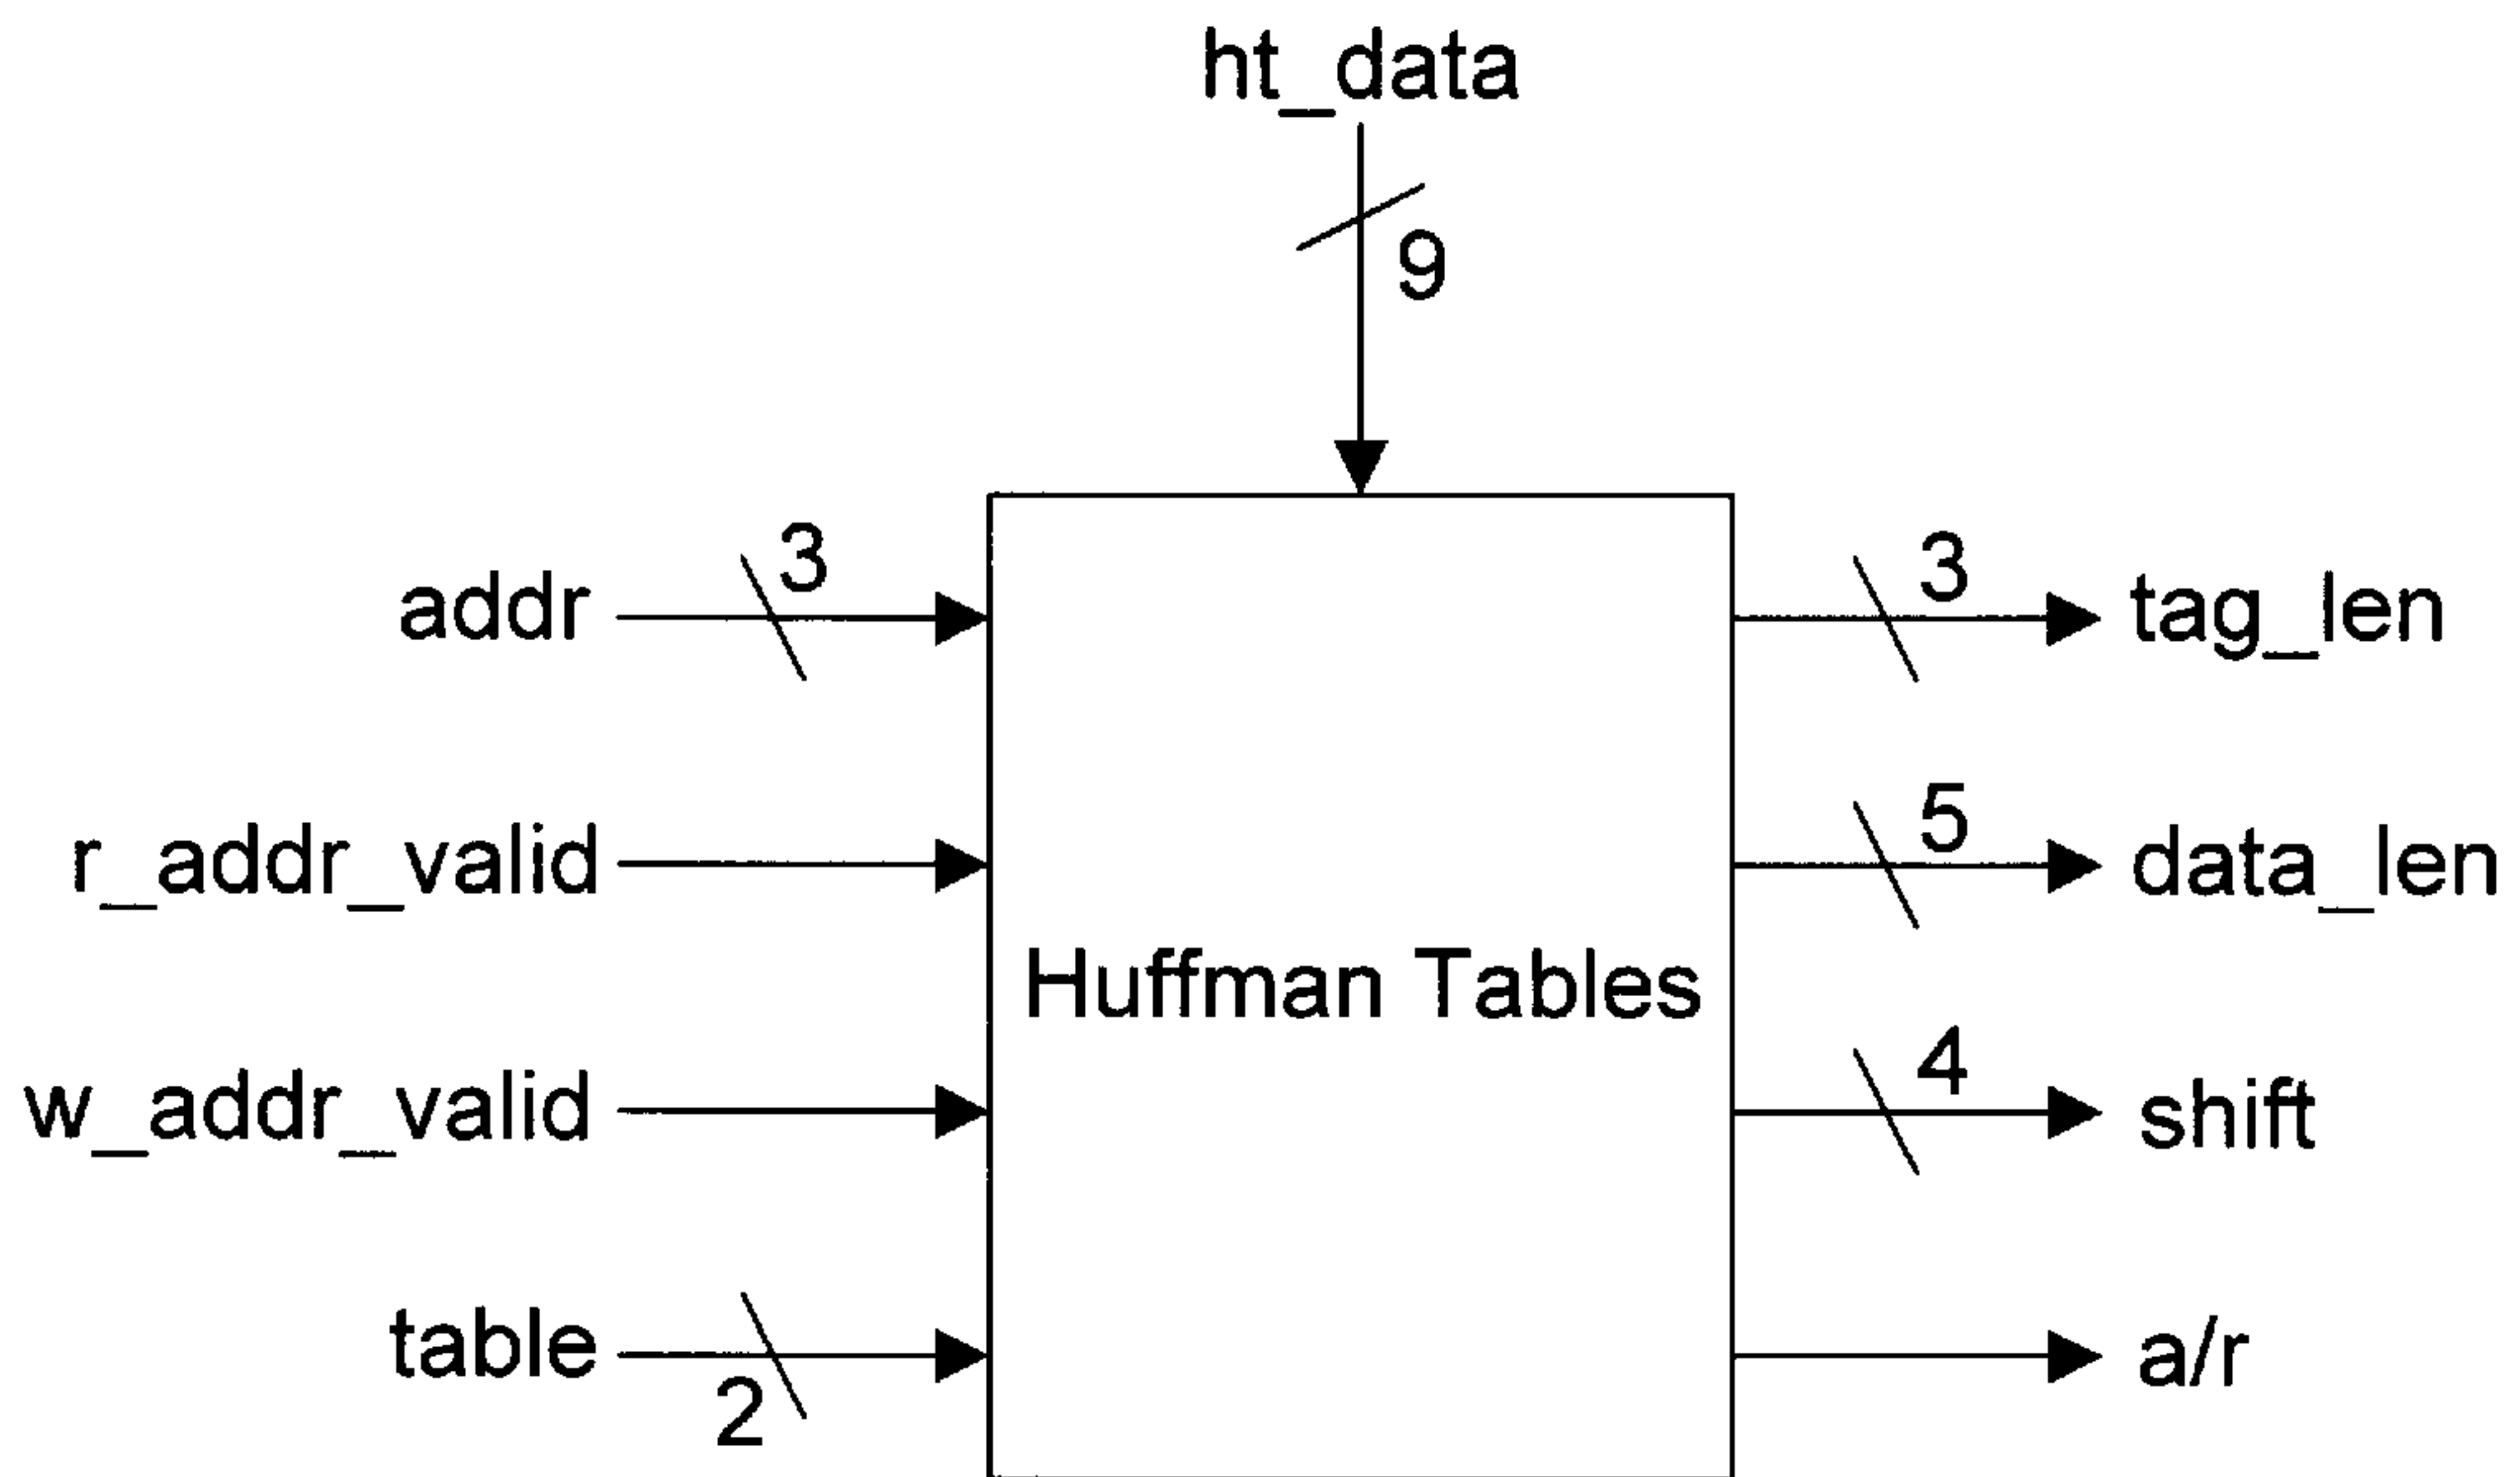 ht_data
9
addr
3
3
tag_len
r_addr_valid
5
data_len
Huffman Tables
w_addr_valid
4
shift
table
2
a/r